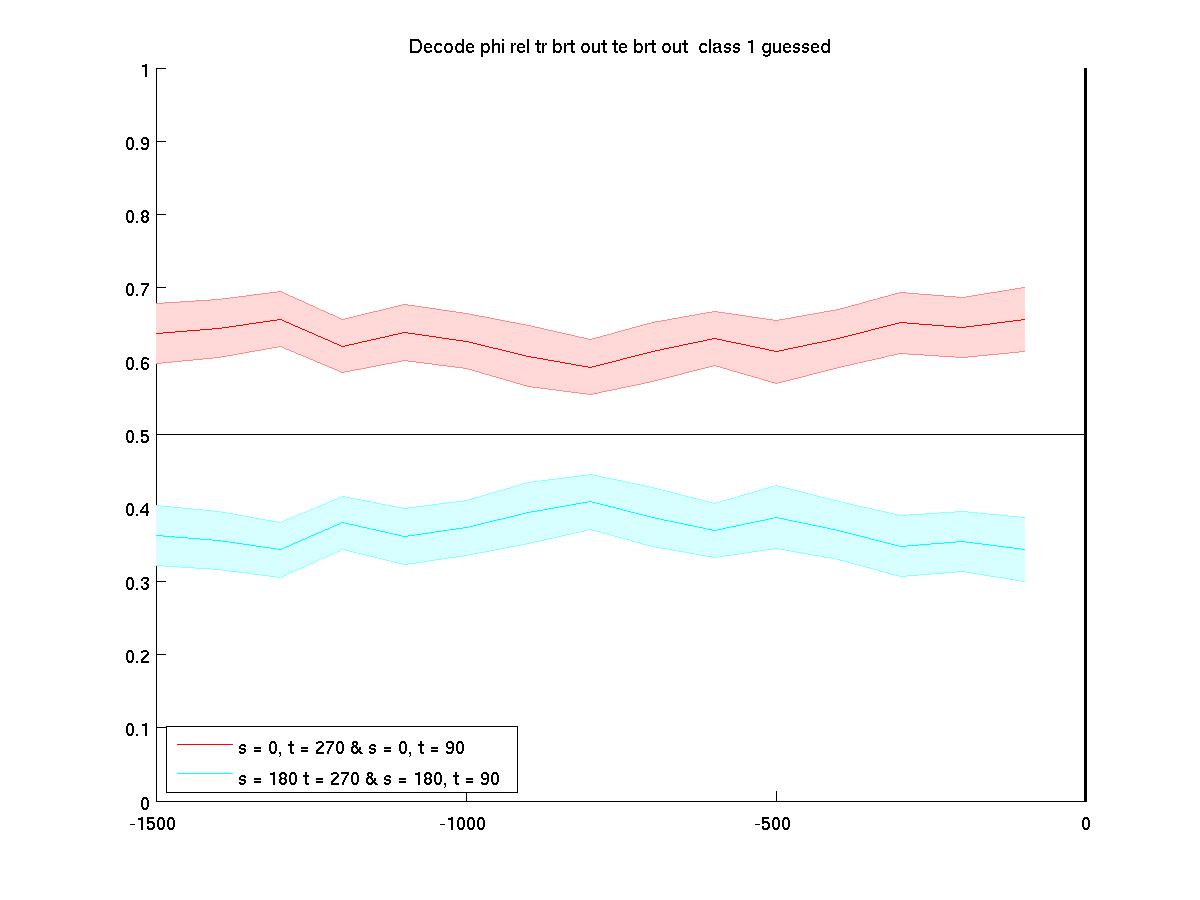 Decode phi rel tr brt out te brt out  class 1 guessed
1
0.9
0.8
0.7
0.6
0.5
0.4
0.3
0.2
0.1
0
s = 0, t = 270 & s = 0, t = 90
s = 180 t = 270 & s = 180, t = 90
-1500 -1000 -500 0